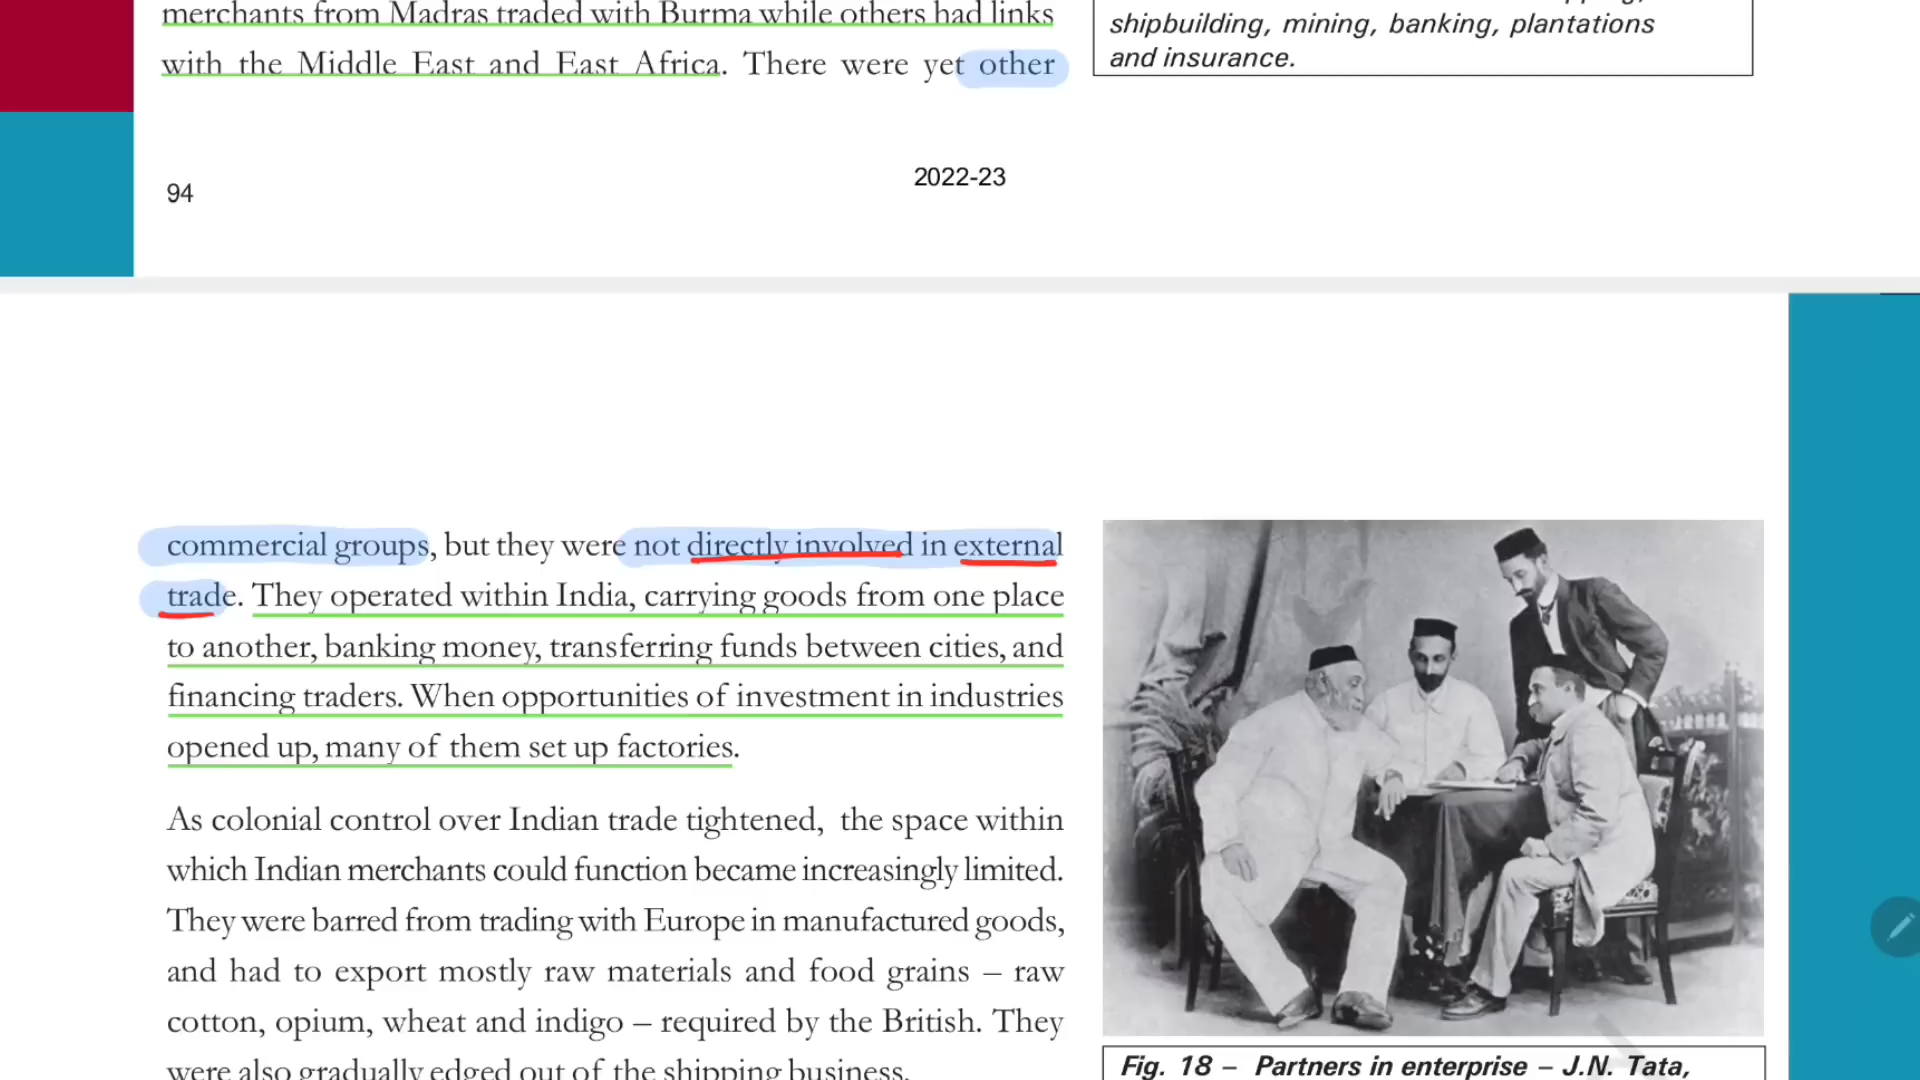 merchants from Madras traded with Burma while others had links
with the Middle East and East Africa. There were yet other
shipbuilding, mining, banking, plantations
and insurance.
94
2022-23
commercial groups, but they were not directly involved in external
trade. They operated within India, carrying goods from one place
to another, banking money, transferring funds between cities, and
financing traders. When opportunities of investment in industries
opened up, many of them set up factories.
As colonial control over Indian trade tightened, the space within
which Indian merchants could function became increasingly limited.
They were barred from trading with Europe in manufactured goods,
and had to export mostly raw materials and food grains – raw
cotton, opium, wheat and indigo – required by the British. They
were also gradually edged out of the shipping business.
Fig. 18 – Partners in enterprise – J.N. Tata,